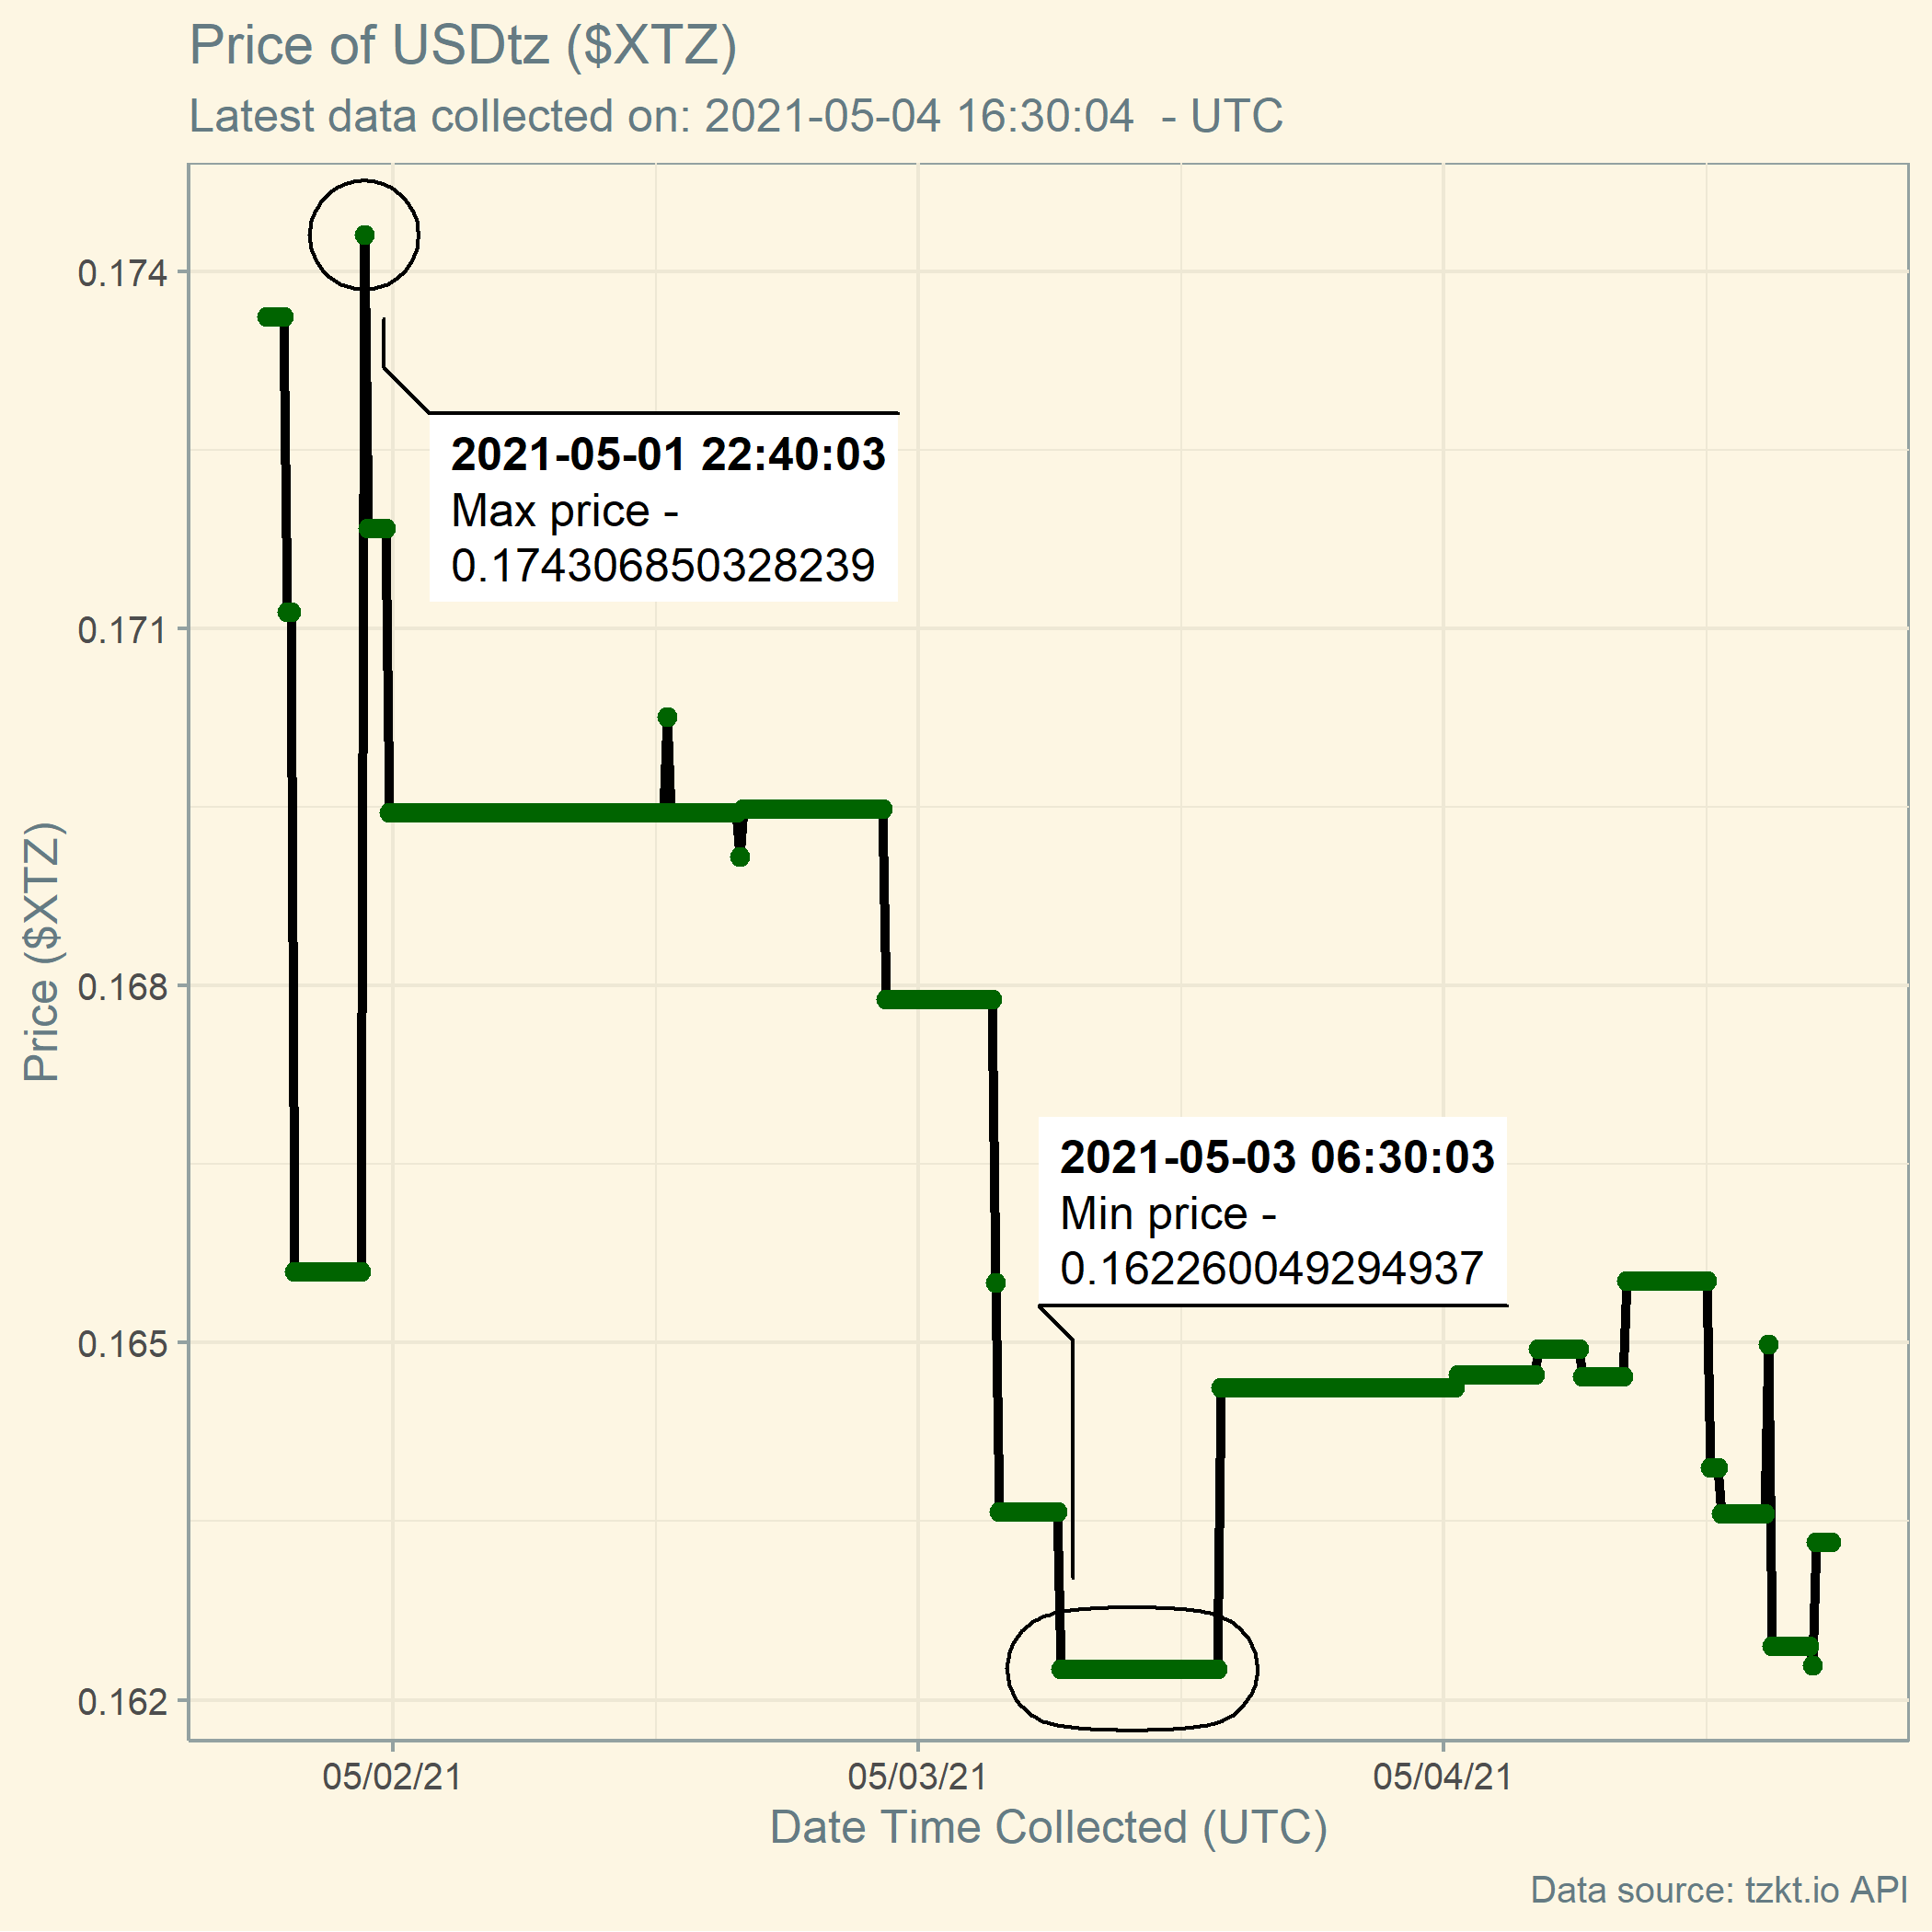 Price of USDtz ($XTZ)
Latest data collected on: 2021-05-04 16:30:04  - UTC
Price ($XTZ)
0.174
0.171
0.168
0.165
0.162
2021-05-01 22:40:03
Max price -
0.174306850328239
2021-05-03 06:30:03
Min price -
0.162260049294937
05/02/21
05/03/21
05/04/21
Date Time Collected (UTC)
Data source: tzkt.io API